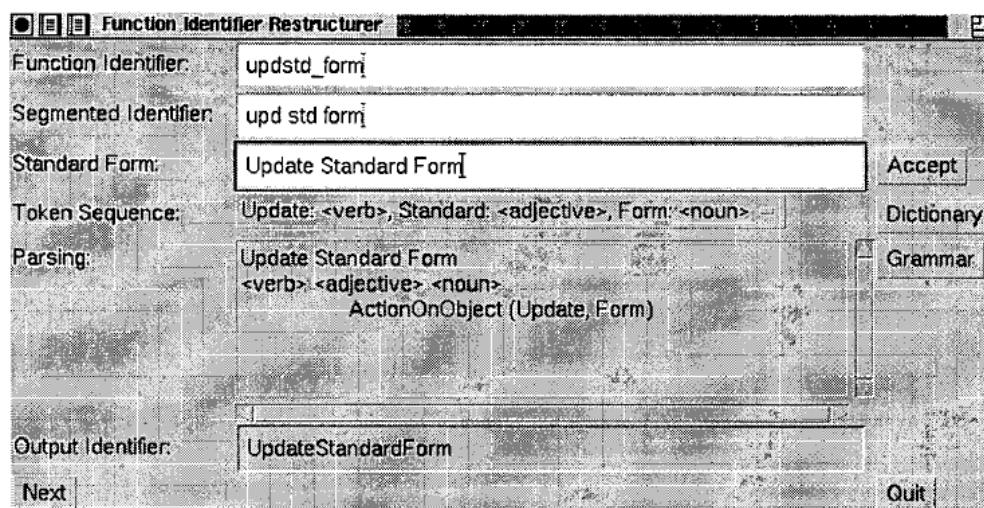 Function Identifier Restructurer
Function Identifier: updstd_form
Segmented Identifier: upd std form
Standard Form: Update Standard Form Accept
Token Sequence: Update: <verb>, Standard: <adjective>, Form: <noun> Dictionary
Parsing: Update Standard Form Grammar
<verb> <adjective> <noun>
ActionOnObject (Update, Form)
Output Identifier: UpdateStandardForm
Next Quit